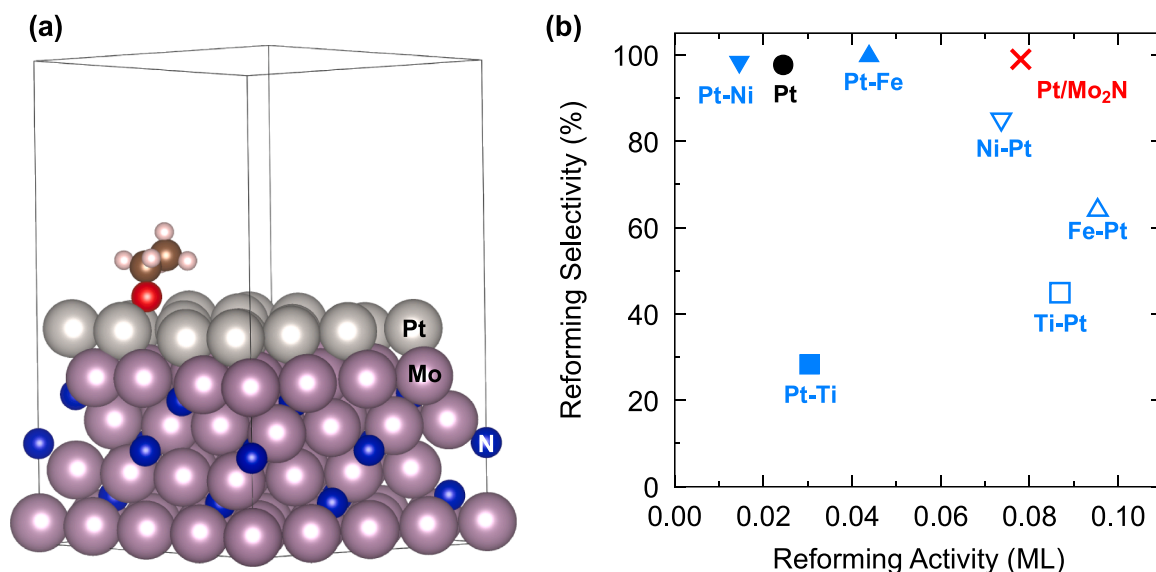 (a)
Pt
Mo
N
(b)
Reforming Selectivity (%)
100
80
60
40
20
0
Pt-Ni
Pt
Pt-Fe
Pt/Mo₂N
Ni-Pt
Fe-Pt
Ti-Pt
Pt-Ti
0.00 0.02 0.04 0.06 0.08 0.10
Reforming Activity (ML)